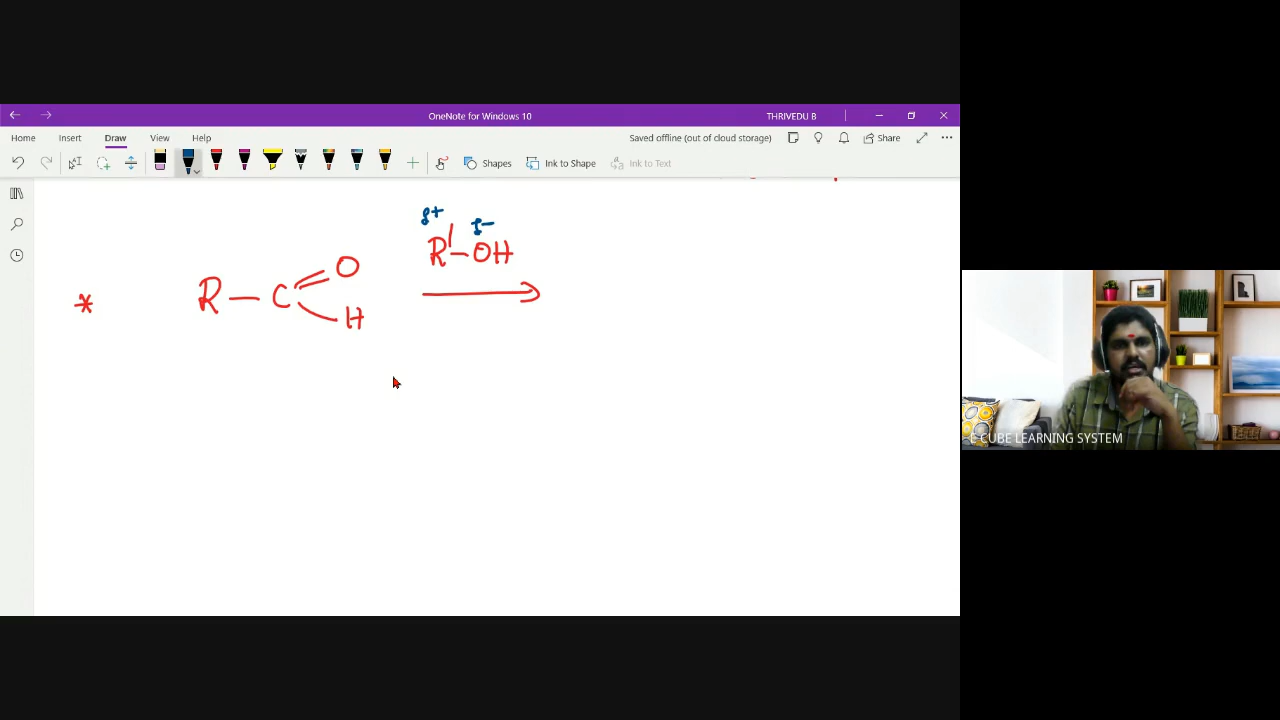 OneNote for Windows 10
THRIVEDU B
Home Insert Draw View Help
Saved offline (out of cloud storage)
Share
Shapes
Ink to Shape
Ink to Text
δ+ δ-
R'-OH
* R-C=O
H
E CUBE LEARNING SYSTEM